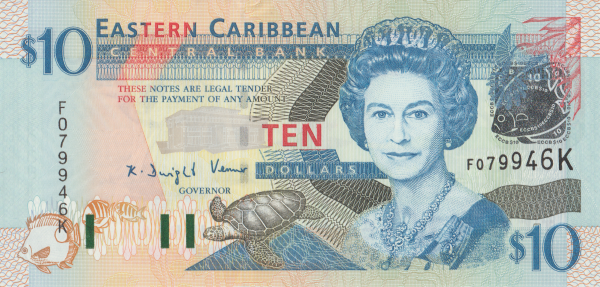 $10
EASTERN CARIBBEAN
CENTRAL BANK
THESE NOTES ARE LEGAL TENDER
FOR THE PAYMENT OF ANY AMOUNT
TEN
DOLLARS
K. Dwight Venner
GOVERNOR
F079946K
F079946K
$10